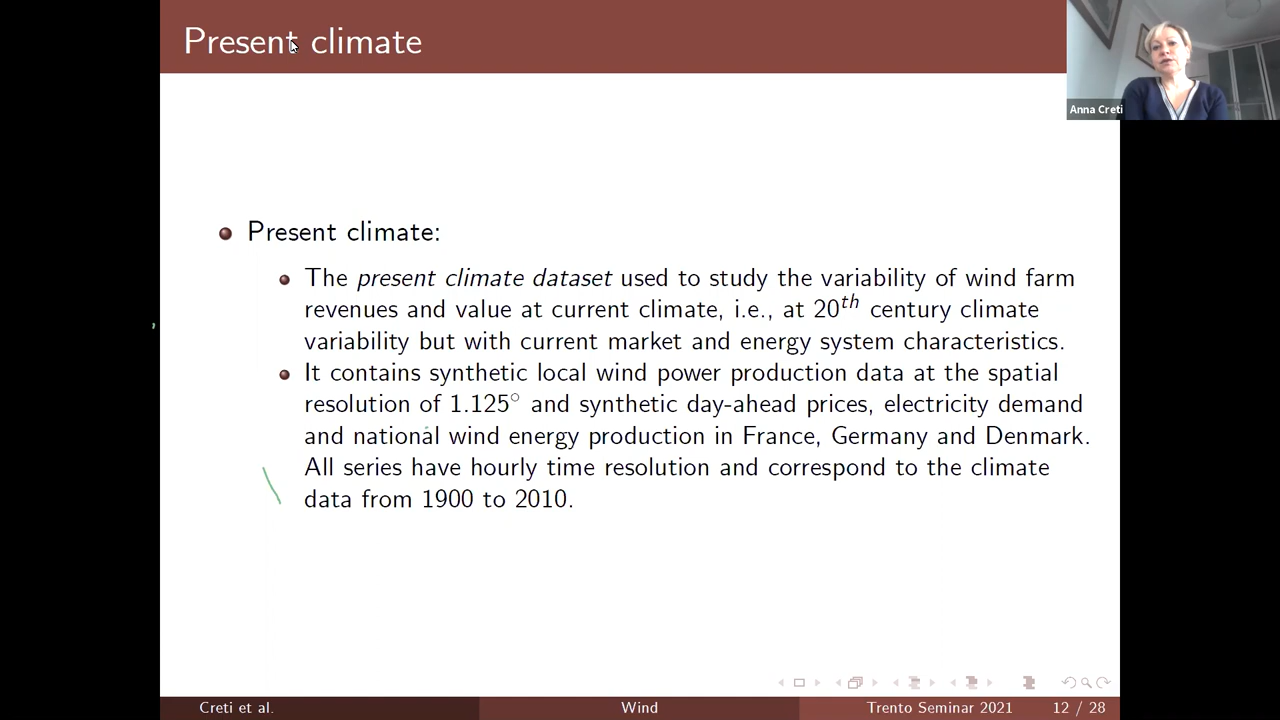 Present climate
Anna Creti
Present climate:
The present climate dataset used to study the variability of wind farm
revenues and value at current climate, i.e., at 20th century climate
variability but with current market and energy system characteristics.
It contains synthetic local wind power production data at the spatial
resolution of 1.125° and synthetic day-ahead prices, electricity demand
and national wind energy production in France, Germany and Denmark.
All series have hourly time resolution and correspond to the climate
data from 1900 to 2010.
Creti et al. Wind Trento Seminar 2021 12 / 28